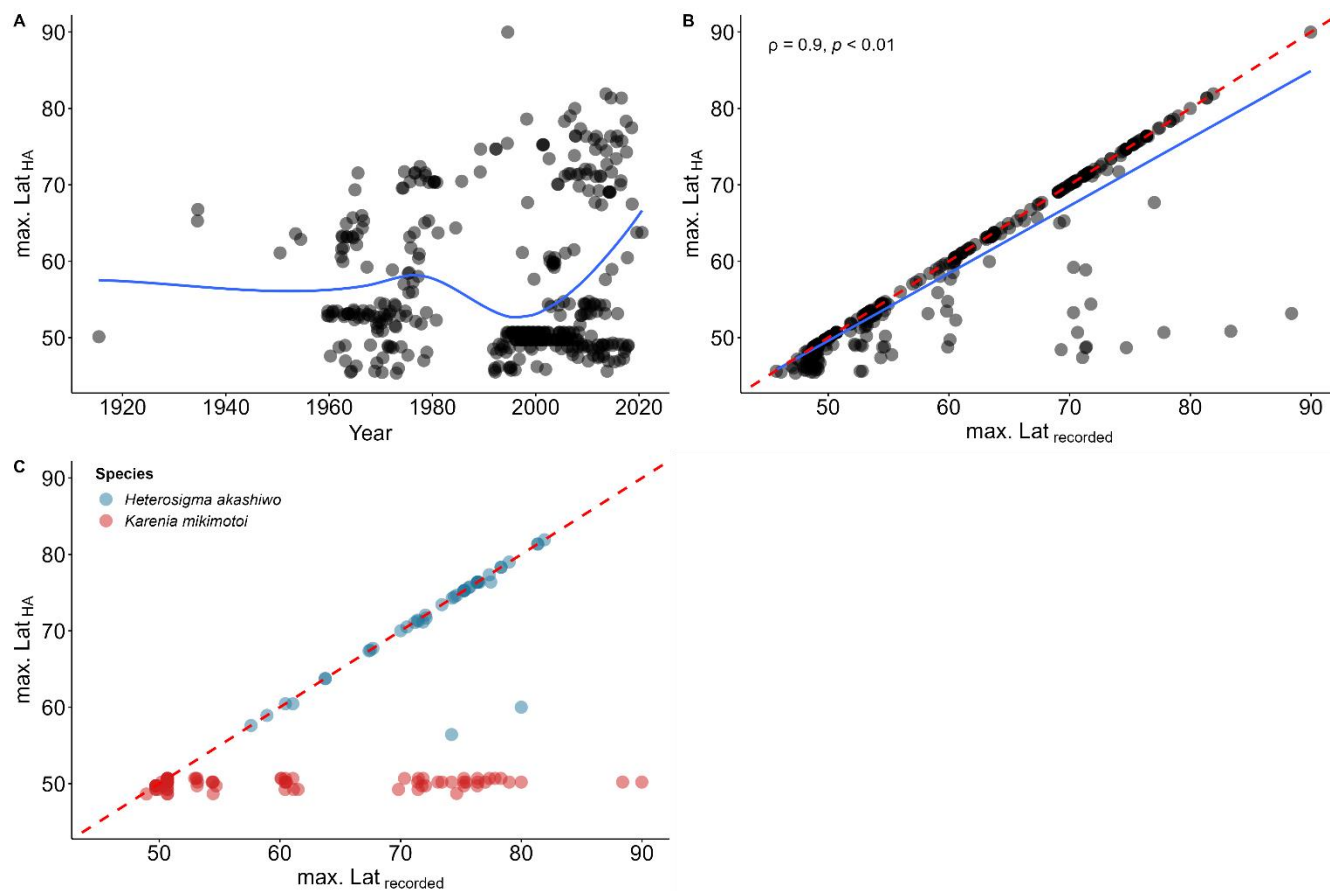 A
90
80
70
60
50
max. Lat HA
1920 1940 1960 1980 2000 2020
Year
B
ρ = 0.9, p < 0.01
90
80
70
60
50
max. Lat HA
50 60 70 80 90
max. Lat recorded
C
Species
Heterosigma akashiwo
Karenia mikimotoi
90
80
70
60
50
max. Lat HA
50 60 70 80 90
max. Lat recorded